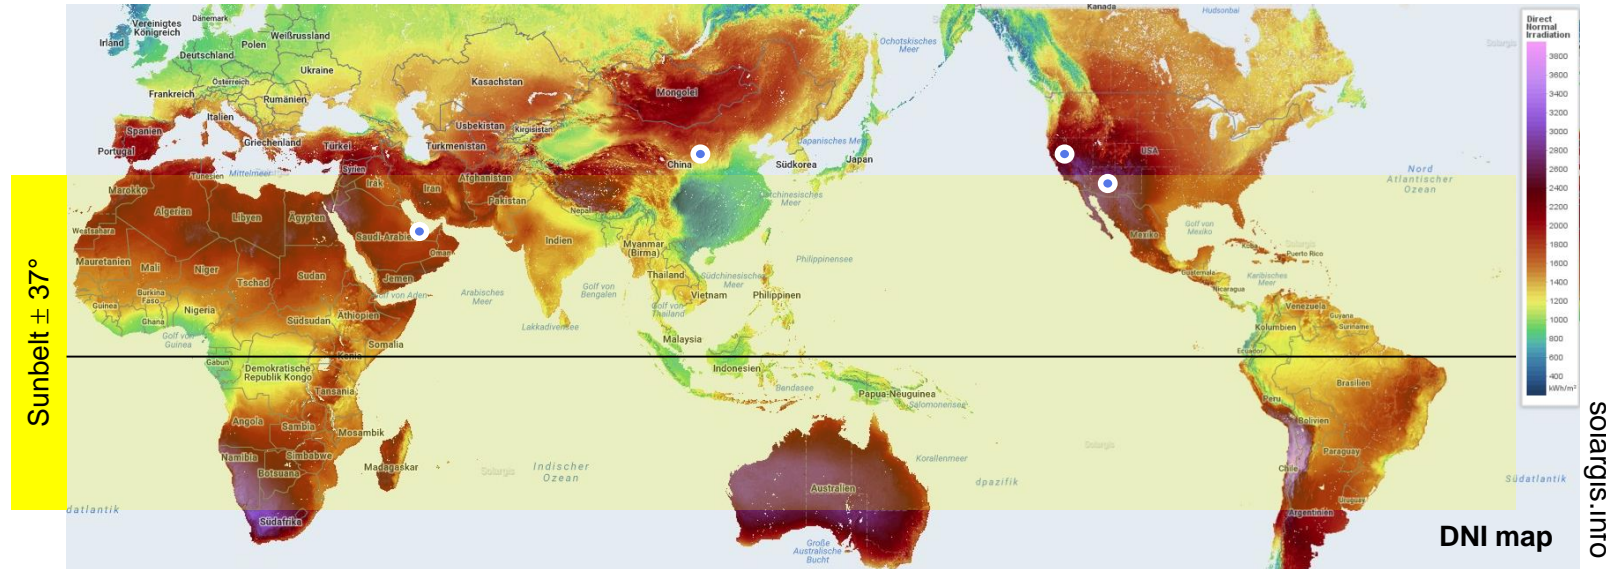 Kanada
Hudsonbai
Dänemark
Vereinigtes
Königreich
Irland
Weißrussland
Polen
Deutschland
Ochotskisches
Meer
Solargis
Direct
Normal
Irradiation
Ukraine
Österreich
Kasachstan
3800
Frankreich
Rumänien
Mongolei
3600
3400
3200
Italien
Usbekistan
Kirgisistan
3000
Spanien
Griechenland
Türkei
Turkmenistan
Japanisches Meer
2800
Portugal
Syrien
China
Südkorea
Japan
USA
2600
Tunesien
Mittelmeer
Afghanistan
Nord
Atlantischer
Ozean
2400
Marokko
Irak
Iran
Pakistan
2200
Algerien
Libyen
Ägypten
Nepal
2000
Westsahara
Saudi-Arabien
Indien
Golf von
Mexiko
Mexiko
1800
Oman
Myanmar
(Birma)
Kuba
Solargis
Puerto Rico
1600
Mauretanien
Mali
Niger
Tschad
Sudan
Jemen
Thailand
Südchinesisches
Meer
Philippinensee
Guatemala
Karibisches
Meer
1400
Burkina
Faso
Golf von Aden
Arabisches
Meer
Golf von
Bengalen
Vietnam
Philippinen
Nicaragua
1200
Guinea
Nigeria
Ghana
Südsudan
Äthiopien
Golf von
Thailand
Venezuela
Guyana
Suriname
1000
Lakkadivensee
Kolumbien
Golf von
Guinea
Somalia
Malaysia
800
Sunbelt ± 37°
Gabun
Kenia
Ecuador
600
Demokratische
Republik Kongo
Indonesien
400
kWh/m²
Tansania
Bandasee
Papua-Neuguinea
Salomonensee
Peru
Brasilien
Angola
Sambia
Mosambik
Bolivien
Namibia
Simbabwe
Botsuana
Madagaskar
Solargis
Indischer
Ozean
Korallenmeer
Solargis
Paraguay
Chile
Australien
dpazifik
Südatlantik
datlantik
Südafrika
Uruguay
Argentinien
Große
Australische
Bucht
DNI map
solargis.info